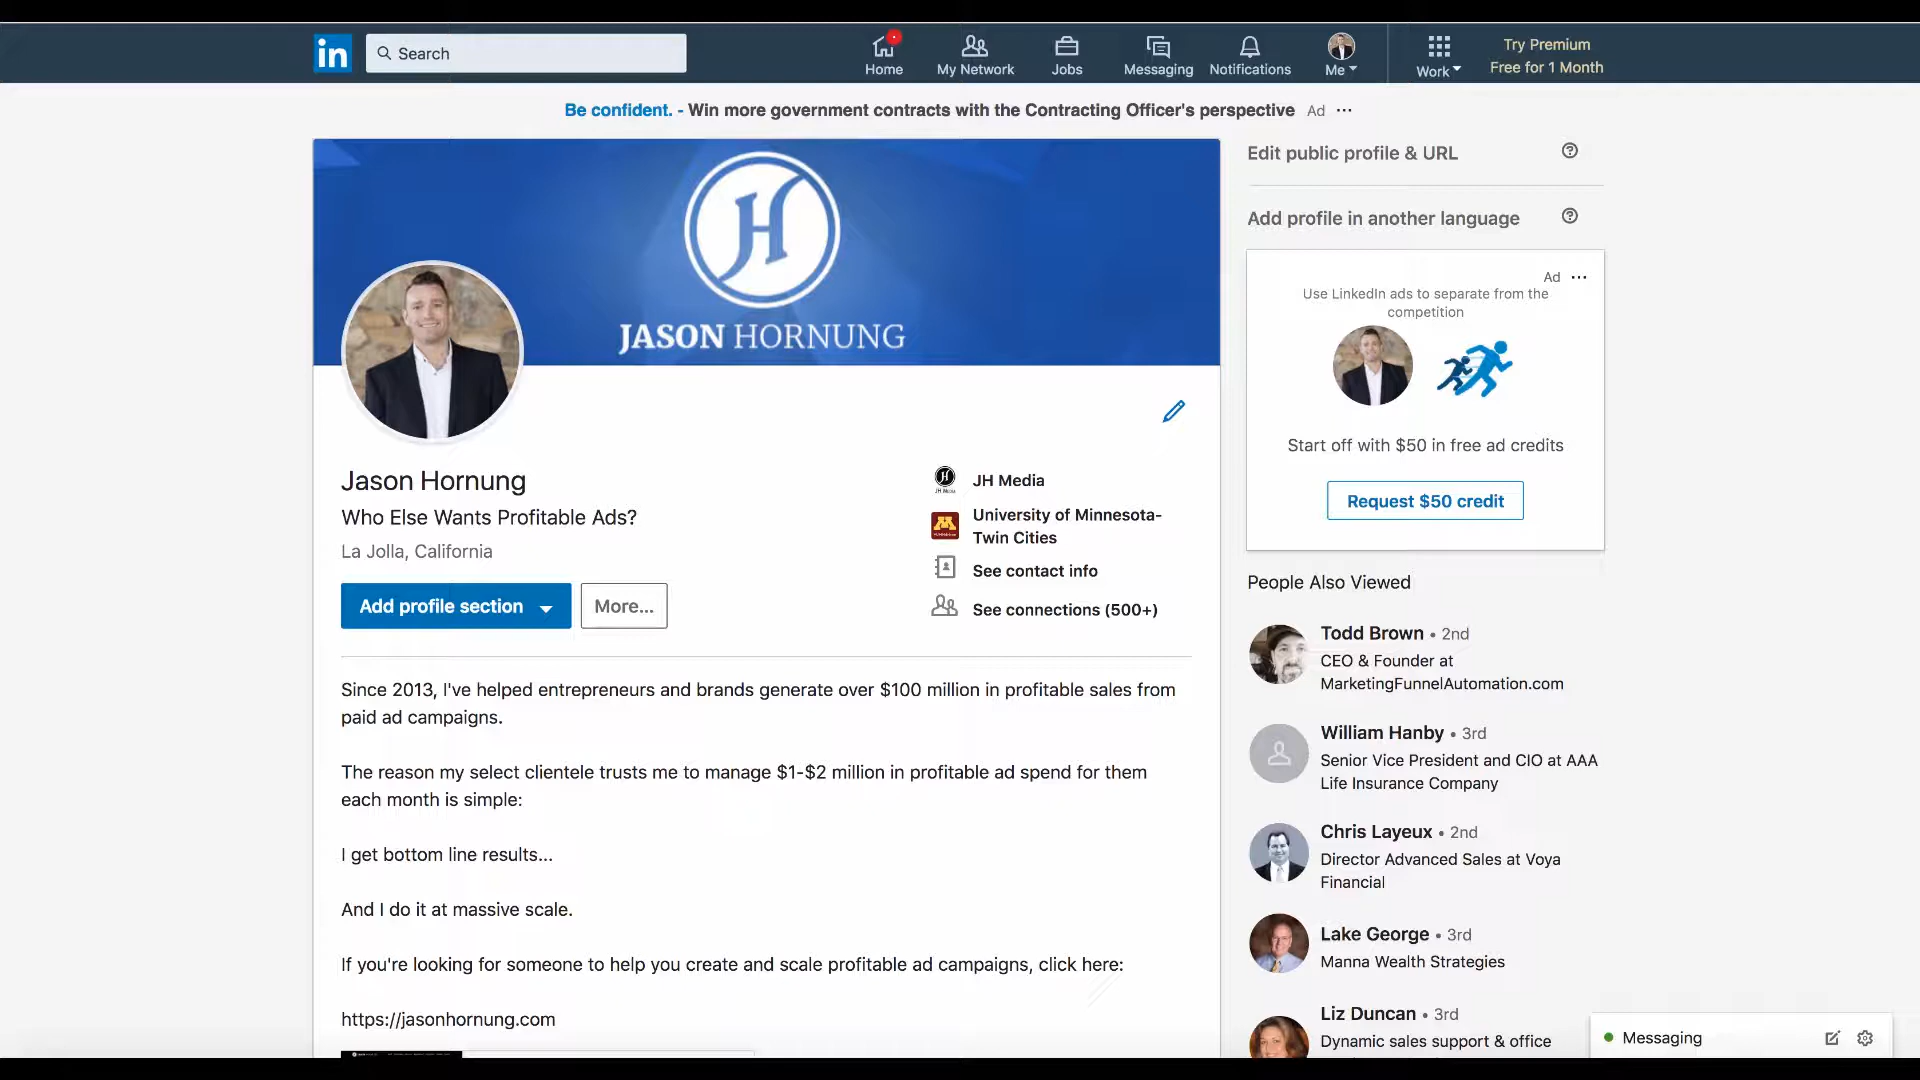 in
Search
Home
My Network
Jobs
Messaging
Notifications
Me
Work
Try Premium
Free for 1 Month
Be confident. - Win more government contracts with the Contracting Officer's perspective Ad ...
JH
JASON HORNUNG
Edit public profile & URL
Add profile in another language
Ad ...
Use LinkedIn ads to separate from the
competition
Start off with $50 in free ad credits
Request $50 credit
Jason Hornung
Who Else Wants Profitable Ads?
La Jolla, California
Add profile section
More...
JH Media
University of Minnesota-
Twin Cities
See contact info
See connections (500+)
Since 2013, I've helped entrepreneurs and brands generate over $100 million in profitable sales from
paid ad campaigns.
The reason my select clientele trusts me to manage $1-$2 million in profitable ad spend for them
each month is simple:
I get bottom line results...
And I do it at massive scale.
If you're looking for someone to help you create and scale profitable ad campaigns, click here:
https://jasonhornung.com
People Also Viewed
Todd Brown • 2nd
CEO & Founder at
MarketingFunnelAutomation.com
William Hanby • 3rd
Senior Vice President and CIO at AAA
Life Insurance Company
Chris Layeux • 2nd
Director Advanced Sales at Voya
Financial
Lake George • 3rd
Manna Wealth Strategies
Liz Duncan • 3rd
Dynamic sales support & office
Messaging